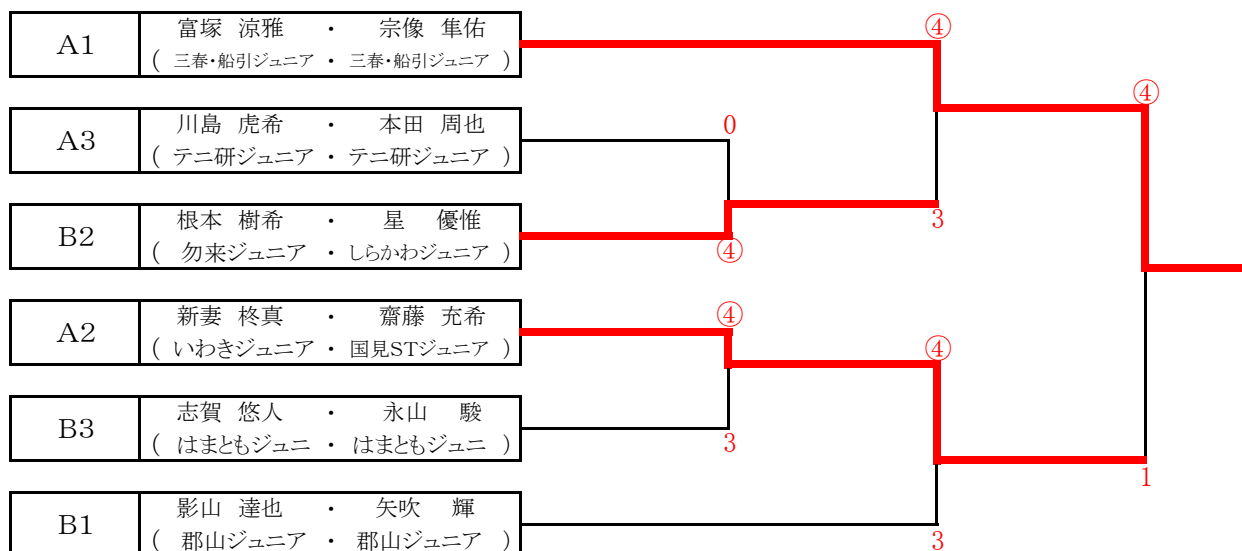 A1
富塚 涼雅 ・ 宗像 隼佑
( 三春・船引ジュニア ・ 三春・船引ジュニア )
④
④
A3
川島 虎希 ・ 本田 周也
( テニ研ジュニア ・ テニ研ジュニア )
0
B2
根本 樹希 ・ 星 優惟
( 勿来ジュニア ・ しらかわジュニア )
④
3
A2
新妻 柊真 ・ 齋藤 充希
( いわきジュニア ・ 国見STジュニア )
④
④
B3
志賀 悠人 ・ 永山 駿
( はまともジュニ ・ はまともジュニ )
3
1
B1
影山 達也 ・ 矢吹 輝
( 郡山ジュニア ・ 郡山ジュニア )
3